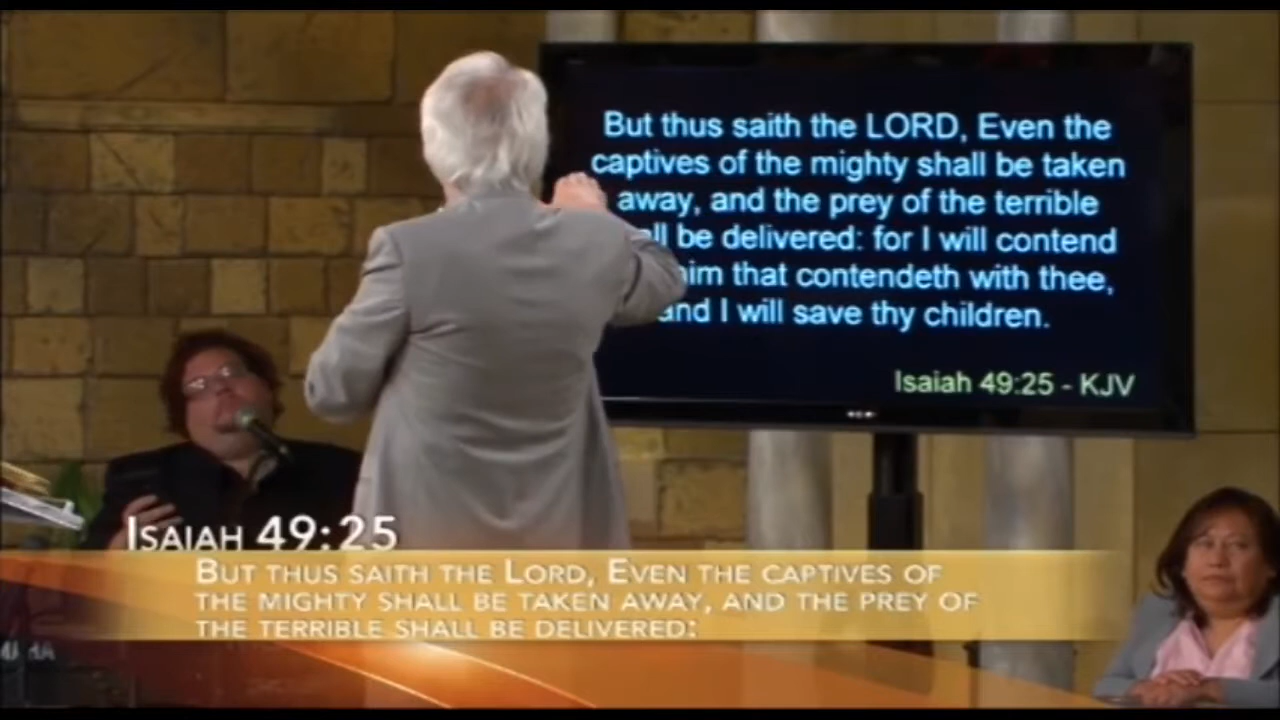 But thus saith the LORD, Even the
captives of the mighty shall be taken
away, and the prey of the terrible
all be delivered: for I will contend
him that contendeth with thee,
and I will save thy children.
Isaiah 49:25 - KJV
ISAIAH 49:25
BUT THUS SAITH THE LORD, EVEN THE CAPTIVES OF
THE MIGHTY SHALL BE TAKEN AWAY, AND THE PREY OF
THE TERRIBLE SHALL BE DELIVERED: